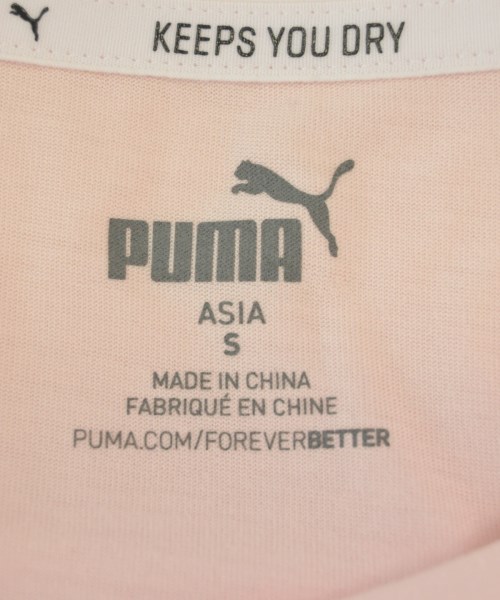 KEEPS YOU DRY
PUMA
ASIA
S
MADE IN CHINA
FABRIQUÉ EN CHINE
PUMA.COM/FOREVERBETTER